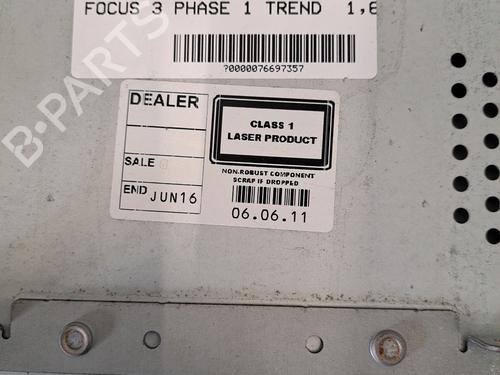 FOCUS 3 PHASE 1 TREND 1,6
?0000076697357
DEALER
SALE
END JUN16
CLASS 1
LASER PRODUCT
NON-ROBUST COMPONENT
SCRAP IF DROPPED
06.06.11
B-PARTS